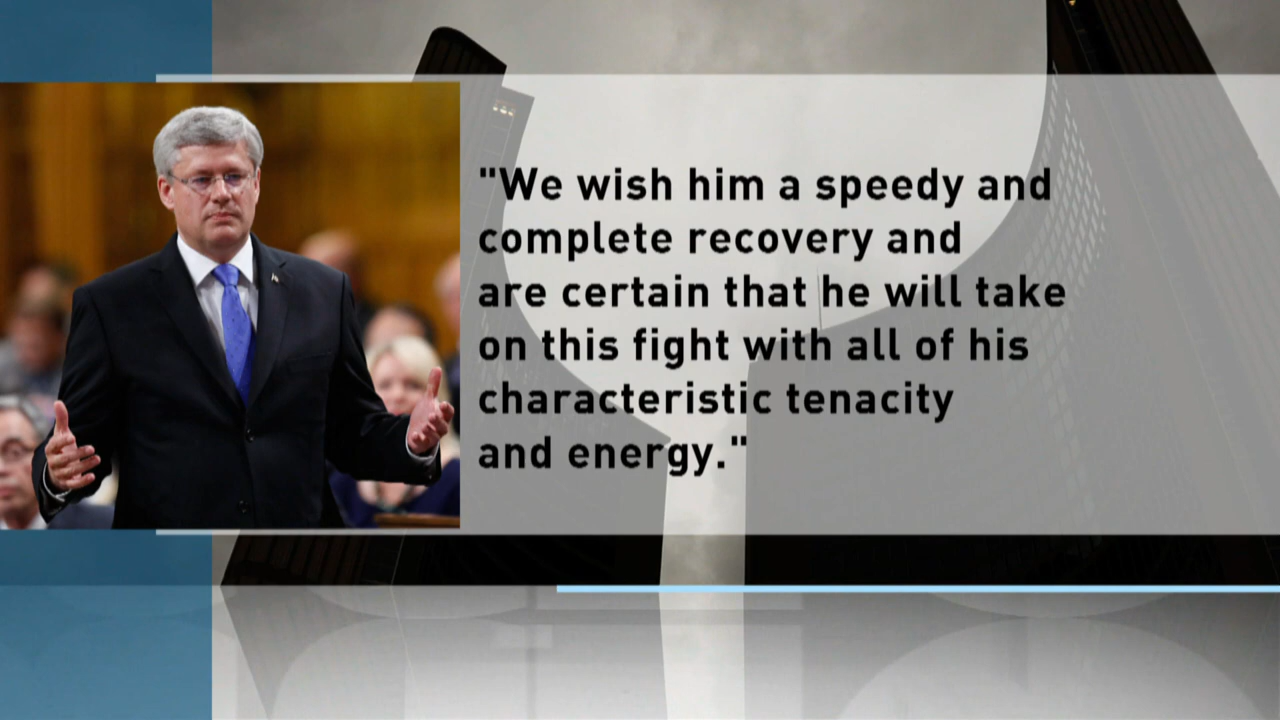 "We wish him a speedy and
complete recovery and
are certain that he will take
on this fight with all of his
characteristic tenacity
and energy."